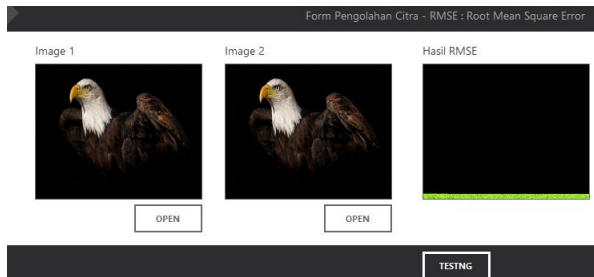 Form Pengolahan Citra - RMSE : Root Mean Square Error
Image 1
Image 2
Hasil RMSE
OPEN
OPEN
TESTNG